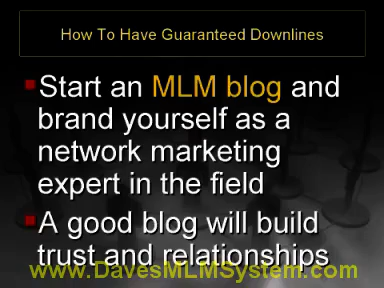 How To Have Guaranteed Downlines
Start an MLM blog and
brand yourself as a
network marketing
expert in the field
A good blog will build
trust and relationships
www.DavesMLMSystem.com